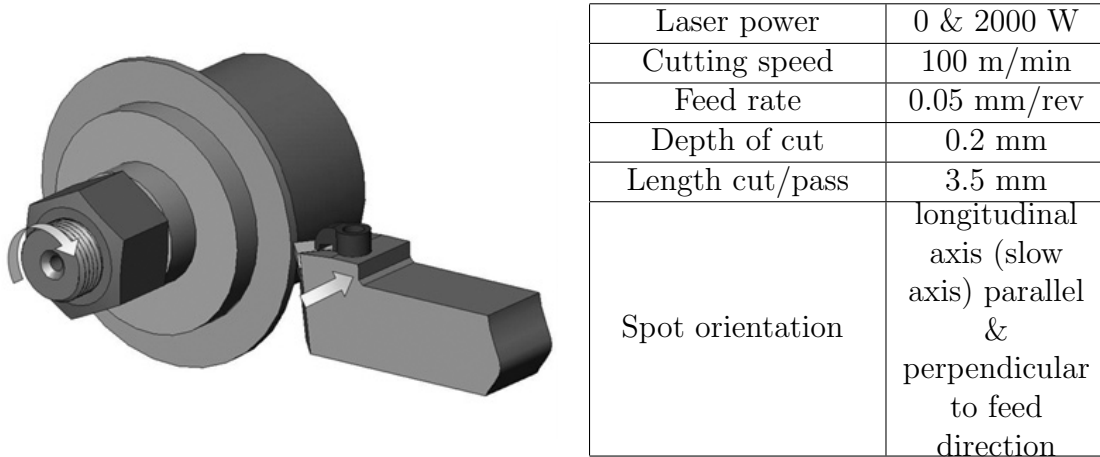 Laser power 0 & 2000 W
Cutting speed 100 m/min
Feed rate 0.05 mm/rev
Depth of cut 0.2 mm
Length cut/pass 3.5 mm
Spot orientation
longitudinal
axis (slow
axis) parallel
&
perpendicular
to feed
direction